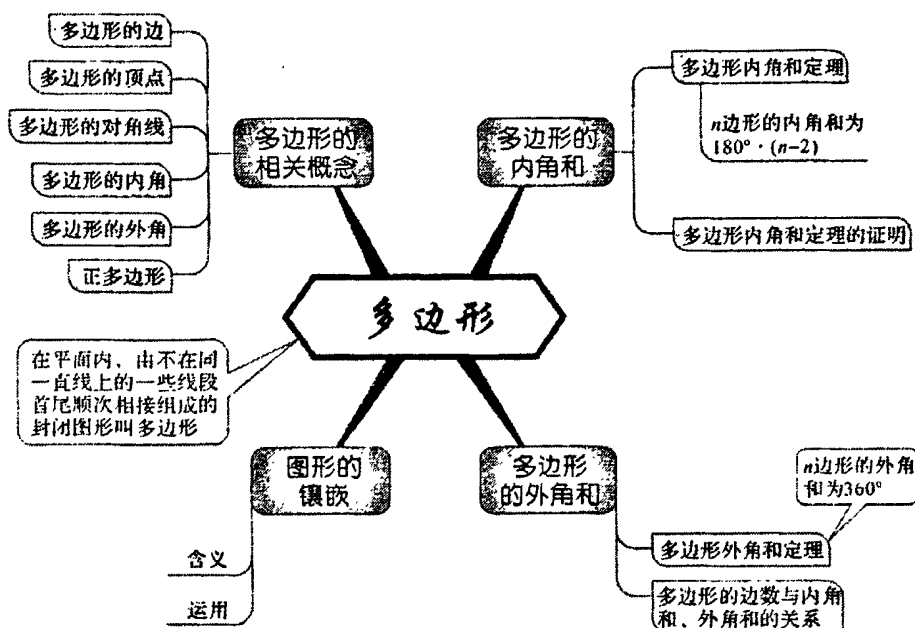 多边形的边
多边形的顶点
多边形的对角线
多边形的内角
多边形的外角
正多边形
多边形的
相关概念
多边形的
内角和
多边形内角和定理
n边形的内角和为
180°·(n-2)
多边形内角和定理的证明
多边形
在平面内，由不在同
一直线上的一些线段
首尾顺次相接组成的
封闭图形叫多边形
图形的
镶嵌
含义
运用
多边形
的外角和
n边形的外角
和为360°
多边形外角和定理
多边形的边数与内角
和、外角和的关系